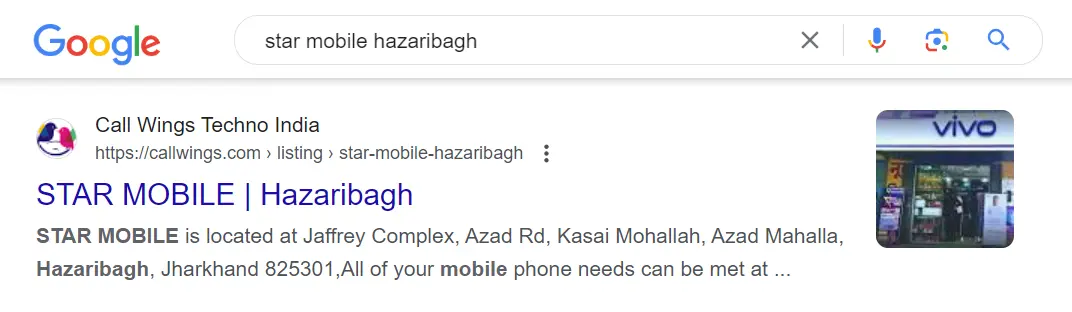 Google
star mobile hazaribagh
Call Wings Techno India
https://callwings.com › listing › star-mobile-hazaribagh
STAR MOBILE | Hazaribagh
STAR MOBILE is located at Jaffrey Complex, Azad Rd, Kasai Mohallah, Azad Mahalla,
Hazaribagh, Jharkhand 825301,All of your mobile phone needs can be met at ...
vivo